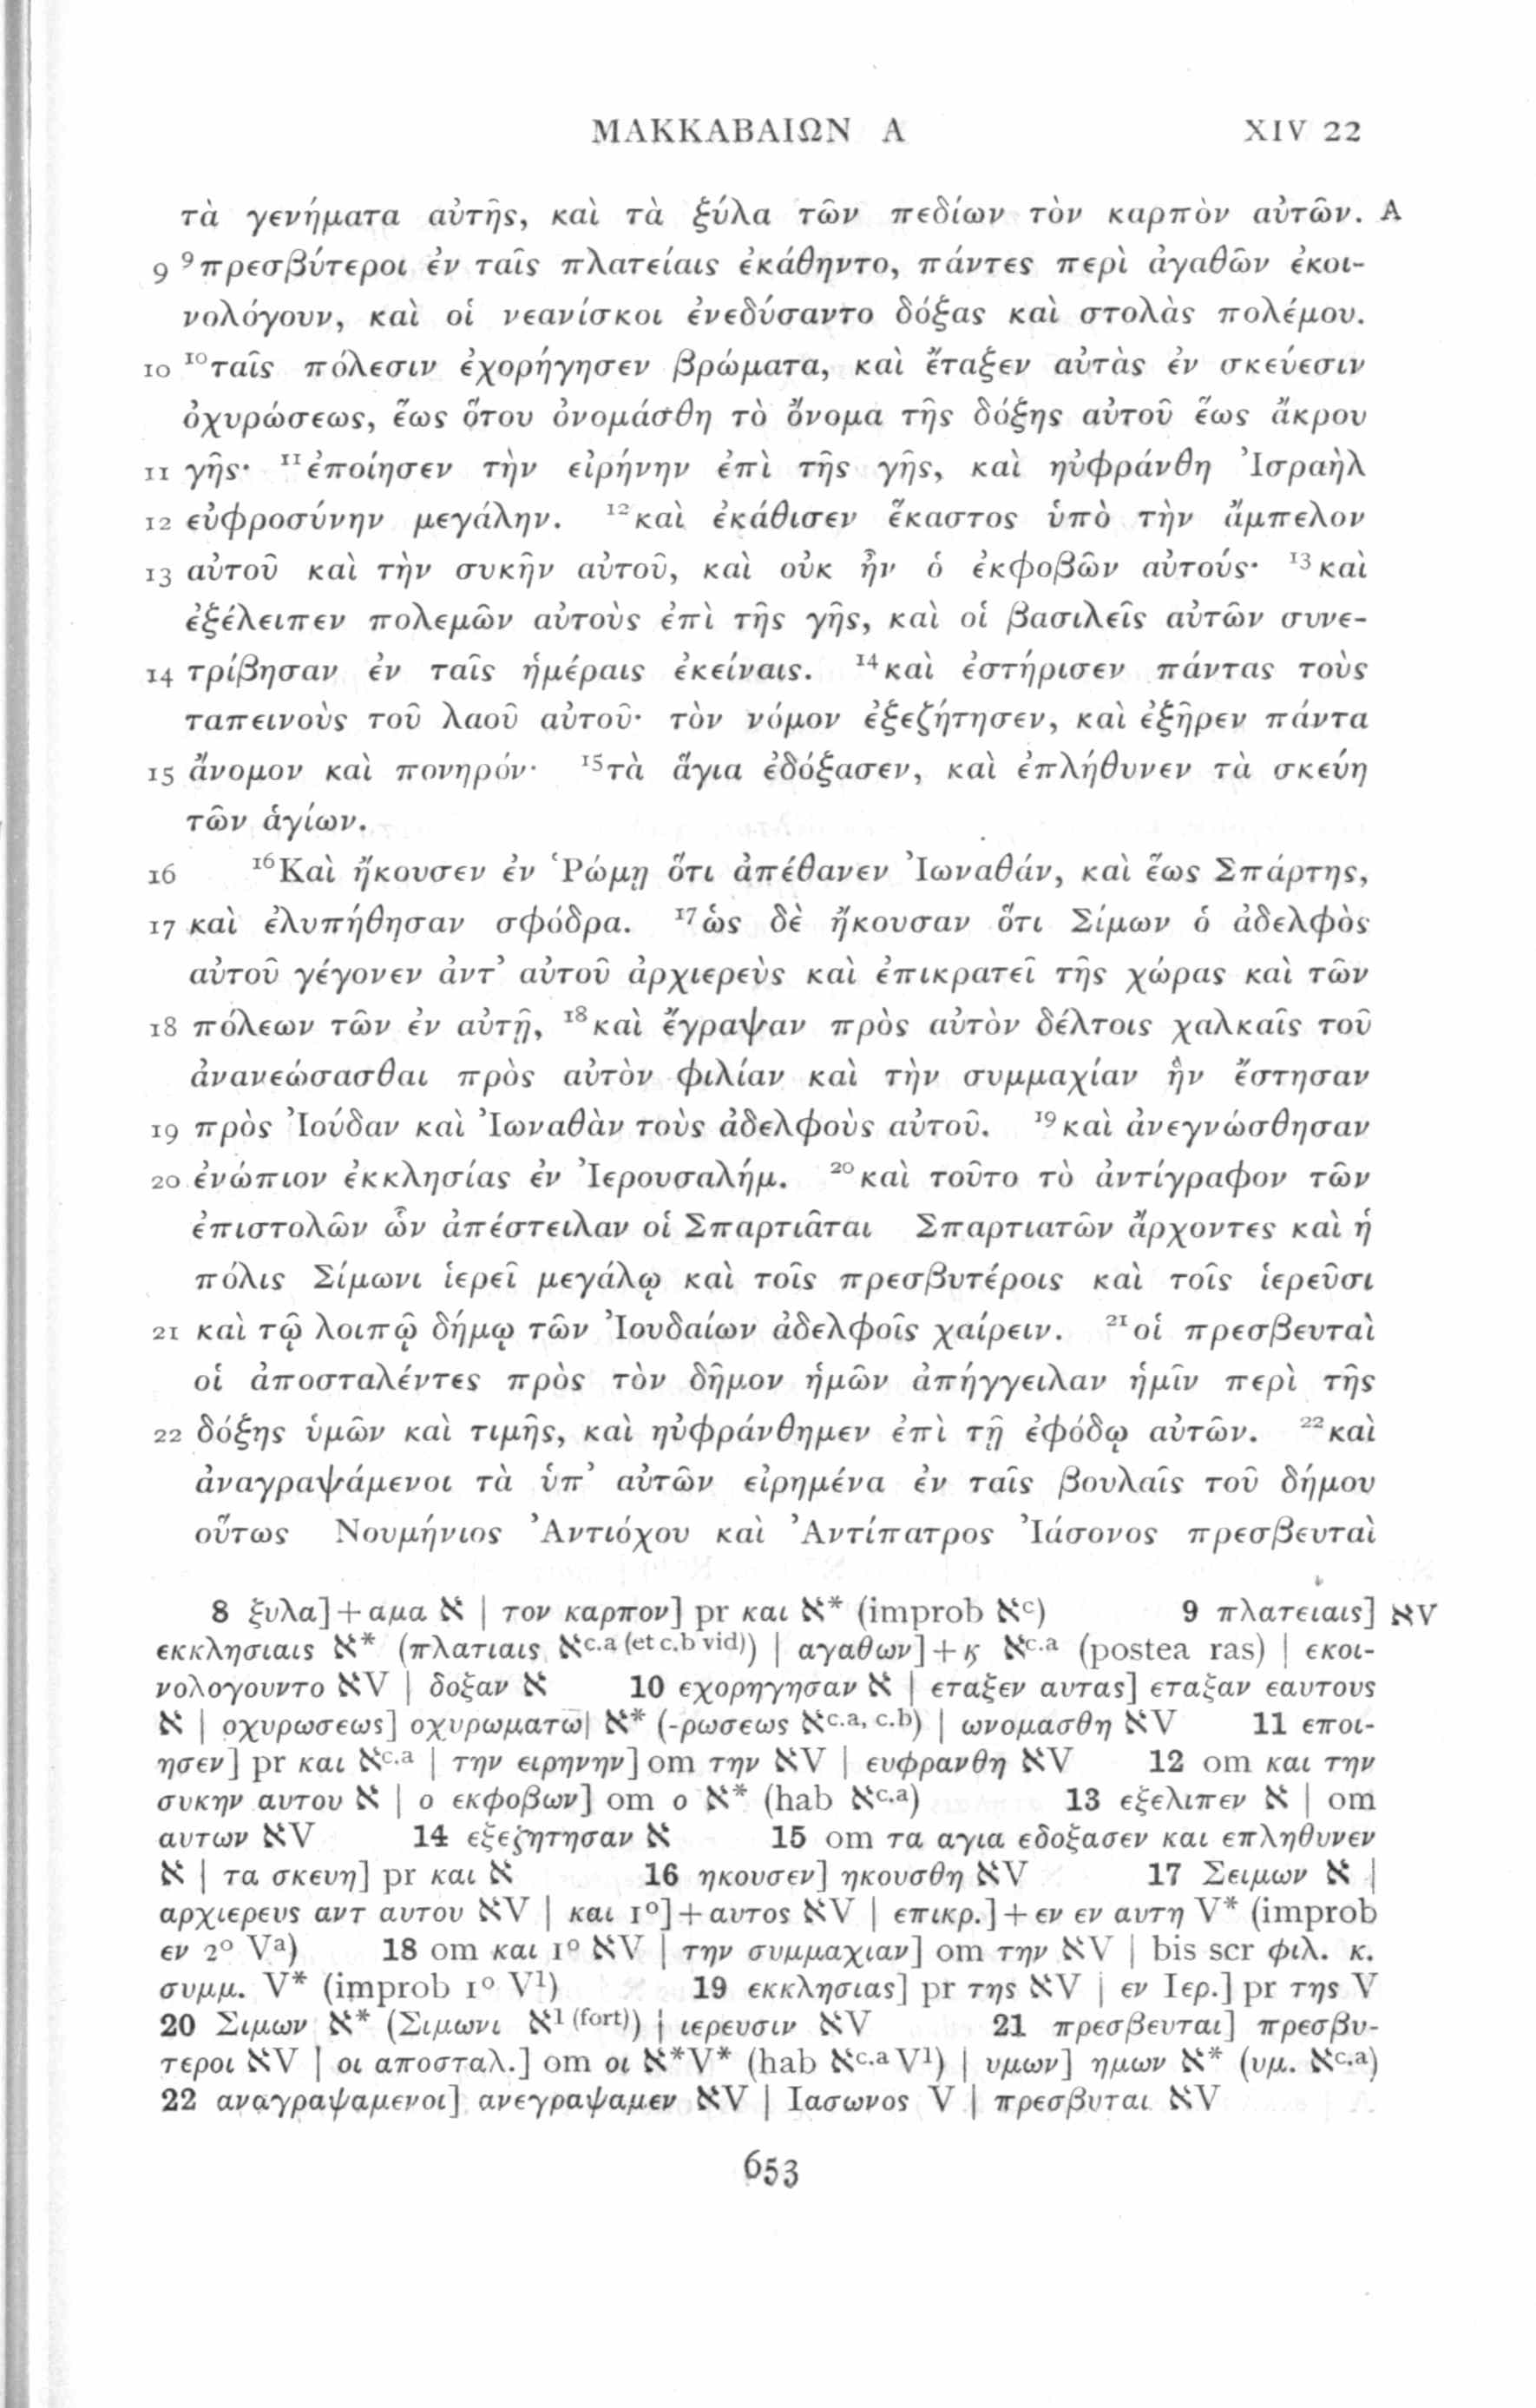 ΜΑΚΚΑΒΑΙΩΝ Α XIV 22
τὰ γενήματα αὐτῆς, καὶ τὰ ξύλα τῶν πεδίων τὸν καρπὸν αὐτῶν. A
9 ⁹πρεσβύτεροι ἐν ταῖς πλατείαις ἐκάθηντο, πάντες περὶ ἀγαθῶν ἐκοι-
νολόγουν, καὶ οἱ νεανίσκοι ἐνεδύσαντο δόξας καὶ στολὰς πολέμου.
10 ¹⁰ταῖς πόλεσιν ἐχορήγησεν βρώματα, καὶ ἔταξεν αὐτὰς ἐν σκεύεσιν
ὀχυρώσεως, ἕως ὅτου ὀνομάσθη τὸ ὄνομα τῆς δόξης αὐτοῦ ἕως ἄκρου
11 γῆς· ¹¹ἐποίησεν τὴν εἰρήνην ἐπὶ τῆς γῆς, καὶ ηὐφράνθη Ἰσραὴλ
12 εὐφροσύνην μεγάλην. ¹²καὶ ἐκάθισεν ἕκαστος ὑπὸ τὴν ἄμπελον
13 αὐτοῦ καὶ τὴν συκῆν αὐτοῦ, καὶ οὐκ ἦν ὁ ἐκφοβῶν αὐτούς· ¹³καὶ
ἐξέλειπεν πολεμῶν αὐτοὺς ἐπὶ τῆς γῆς, καὶ οἱ βασιλεῖς αὐτῶν συνε-
14 τρίβησαν ἐν ταῖς ἡμέραις ἐκείναις. ¹⁴καὶ ἐστήρισεν πάντας τοὺς
ταπεινοὺς τοῦ λαοῦ αὐτοῦ· τὸν νόμον ἐξεζήτησεν, καὶ ἐξῆρεν πάντα
15 ἄνομον καὶ πονηρόν· ¹⁵τὰ ἅγια ἐδόξασεν, καὶ ἐπλήθυνεν τὰ σκεύη
τῶν ἁγίων.
16 ¹⁶Καὶ ἤκουσεν ἐν Ῥώμῃ ὅτι ἀπέθανεν Ἰωναθάν, καὶ ἕως Σπάρτης,
17 καὶ ἐλυπήθησαν σφόδρα. ¹⁷ὡς δὲ ἤκουσαν ὅτι Σίμων ὁ ἀδελφὸς
αὐτοῦ γέγονεν ἀντ’ αὐτοῦ ἀρχιερεὺς καὶ ἐπικρατεῖ τῆς χώρας καὶ τῶν
18 πόλεων τῶν ἐν αὐτῇ, ¹⁸καὶ ἔγραψαν πρὸς αὐτὸν δέλτοις χαλκαῖς τοῦ
ἀνανεώσασθαι πρὸς αὐτὸν φιλίαν καὶ τὴν συμμαχίαν ἣν ἔστησαν
19 πρὸς Ἰούδαν καὶ Ἰωναθὰν τοὺς ἀδελφοὺς αὐτοῦ. ¹⁹καὶ ἀνεγνώσθησαν
20 ἐνώπιον ἐκκλησίας ἐν Ἰερουσαλήμ. ²⁰καὶ τοῦτο τὸ ἀντίγραφον τῶν
ἐπιστολῶν ὧν ἀπέστειλαν οἱ Σπαρτιᾶται Σπαρτιατῶν ἄρχοντες καὶ ἡ
πόλις Σίμωνι ἱερεῖ μεγάλῳ καὶ τοῖς πρεσβυτέροις καὶ τοῖς ἱερεῦσι
21 καὶ τῷ λοιπῷ δήμῳ τῶν Ἰουδαίων ἀδελφοῖς χαίρειν. ²¹οἱ πρεσβευταὶ
οἱ ἀποσταλέντες πρὸς τὸν δῆμον ἡμῶν ἀπήγγειλαν ἡμῖν περὶ τῆς
22 δόξης ὑμῶν καὶ τιμῆς, καὶ ηὐφράνθημεν ἐπὶ τῇ ἐφόδῳ αὐτῶν. ²²καὶ
ἀναγραψάμενοι τὰ ὑπ’ αὐτῶν εἰρημένα ἐν ταῖς βουλαῖς τοῦ δήμου
οὕτως Νουμήνιος Ἀντιόχου καὶ Ἀντίπατρος Ἰάσονος πρεσβευταὶ
8 ξυλα] + αμα ℵ | τον καρπον] pr και ℵ* (improb ℵᶜ) 9 πλατειαις] ℵV
εκκλησιαις ℵ* (πλατιαις ℵᶜ·ᵃ ⁽ᵉᵗ ᶜ·ᵇ ᵛⁱᵈ⁾) | αγαθων] + ϗ ℵᶜ·ᵃ (postea ras) | εκοι-
νολογουντο ℵV | δοξαν ℵ 10 εχορηγησαν ℵ | εταξεν αυτας] εταξαν εαυτους
ℵ | οχυρωσεως] οχυρωματω̅| ℵ* (-ρωσεως ℵᶜ·ᵃ, ᶜ·ᵇ) | ωνομασθη ℵV 11 εποι-
ησεν] pr και ℵᶜ·ᵃ | την ειρηνην] om την ℵV | ευφρανθη ℵV 12 om και την
συκην αυτου ℵ | ο εκφοβων] om ο ℵ* (hab ℵᶜ·ᵃ) 13 εξελιπεν ℵ | om
αυτων ℵV 14 εξεζητησαν ℵ 15 om τα αγια εδοξασεν και επληθυνεν
ℵ | τα σκευη] pr και ℵ 16 ηκουσεν] ηκουσθη ℵV 17 Σειμων ℵ |
αρχιερευς αντ αυτου ℵV | και 1⁰] + αυτος ℵV | επικρ.] + εν εν αυτη V* (improb
εν 2⁰ Vᵃ) 18 om και 1⁰ ℵV | την συμμαχιαν] om την ℵV | bis scr φιλ. κ.
συμμ. V* (improb 1⁰ V¹) 19 εκκλησιας] pr της ℵV | εν Ιερ.] pr της V
20 Σιμων ℵ* (Σιμωνι ℵ¹ ⁽ᶠᵒʳᵗ⁾) | ιερευσιν ℵV 21 πρεσβευται] πρεσβυ-
τεροι ℵV | οι αποσταλ.] om οι ℵ*V* (hab ℵᶜ·ᵃ V¹) | υμων] ημων ℵ* (υμ. ℵᶜ·ᵃ)
22 αναγραψαμενοι] ανεγραψαμεν ℵV | Ιασωνος V | πρεσβυται ℵV
653